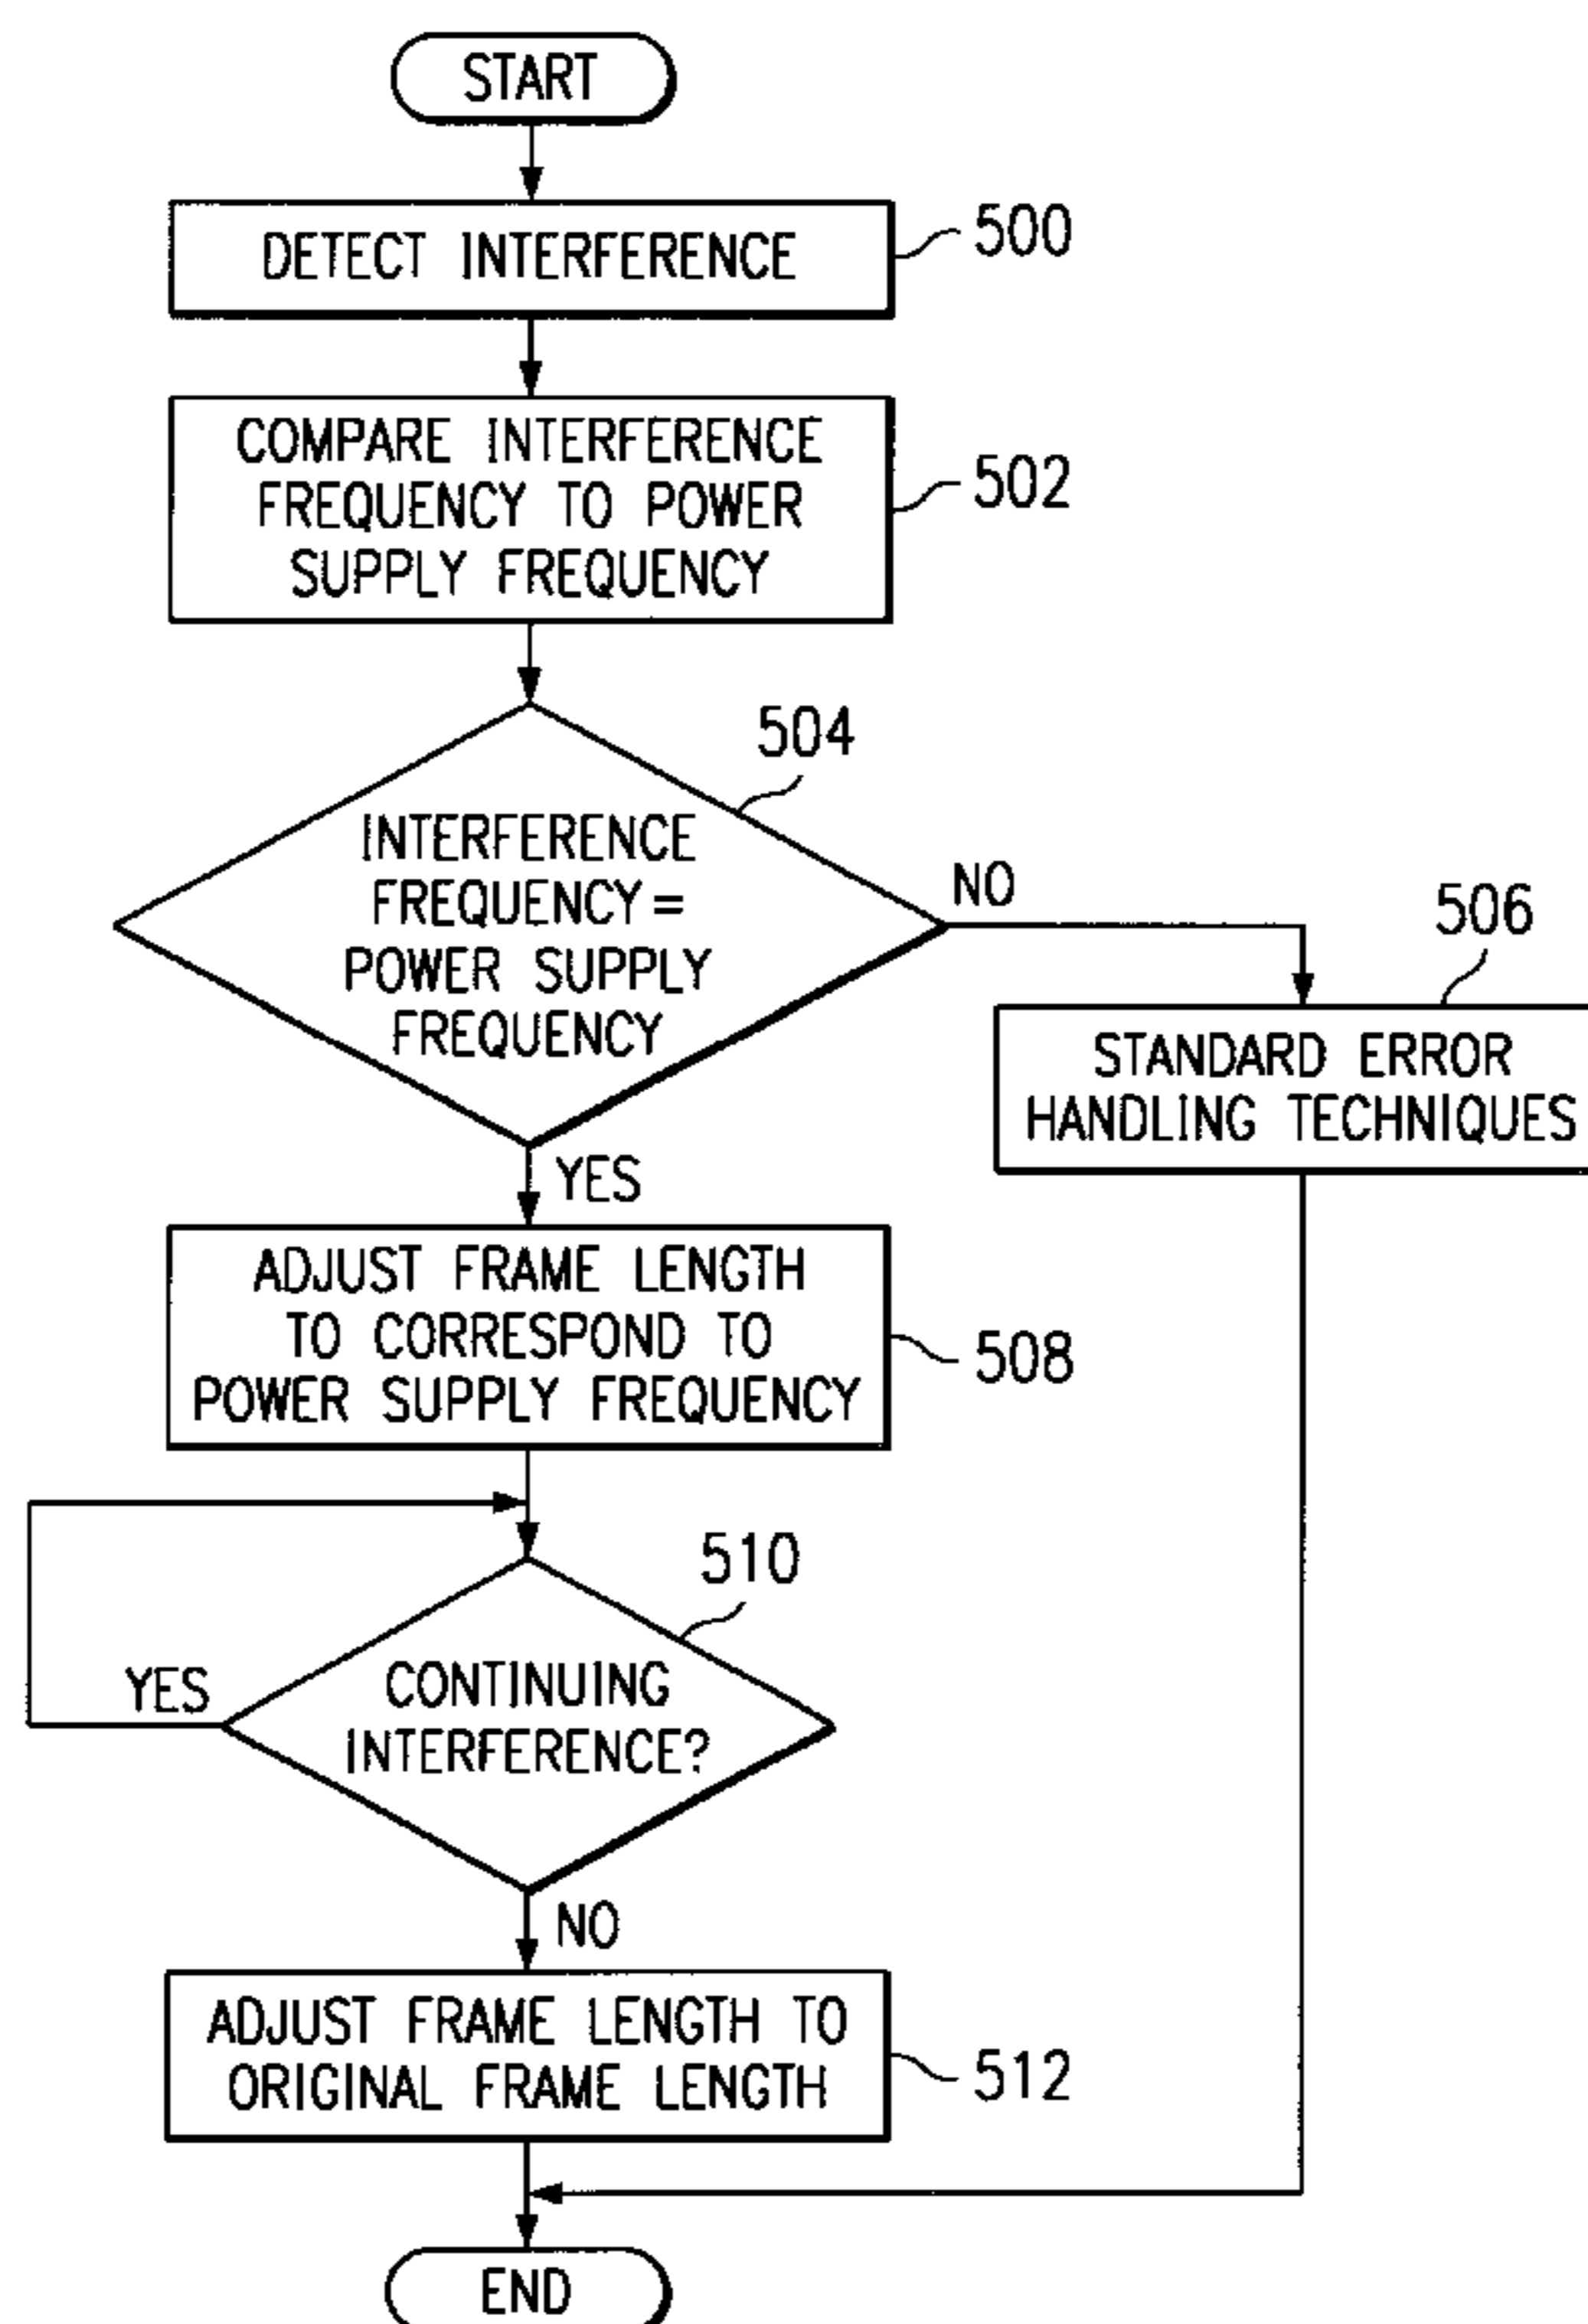 START
DETECT INTERFERENCE
500
COMPARE INTERFERENCE
FREQUENCY TO POWER
SUPPLY FREQUENCY
502
504
INTERFERENCE
FREQUENCY =
POWER SUPPLY
FREQUENCY
NO
506
STANDARD ERROR
HANDLING TECHNIQUES
YES
ADJUST FRAME LENGTH
TO CORRESPOND TO
POWER SUPPLY FREQUENCY
508
510
YES
CONTINUING
INTERFERENCE?
NO
ADJUST FRAME LENGTH TO
ORIGINAL FRAME LENGTH
512
END